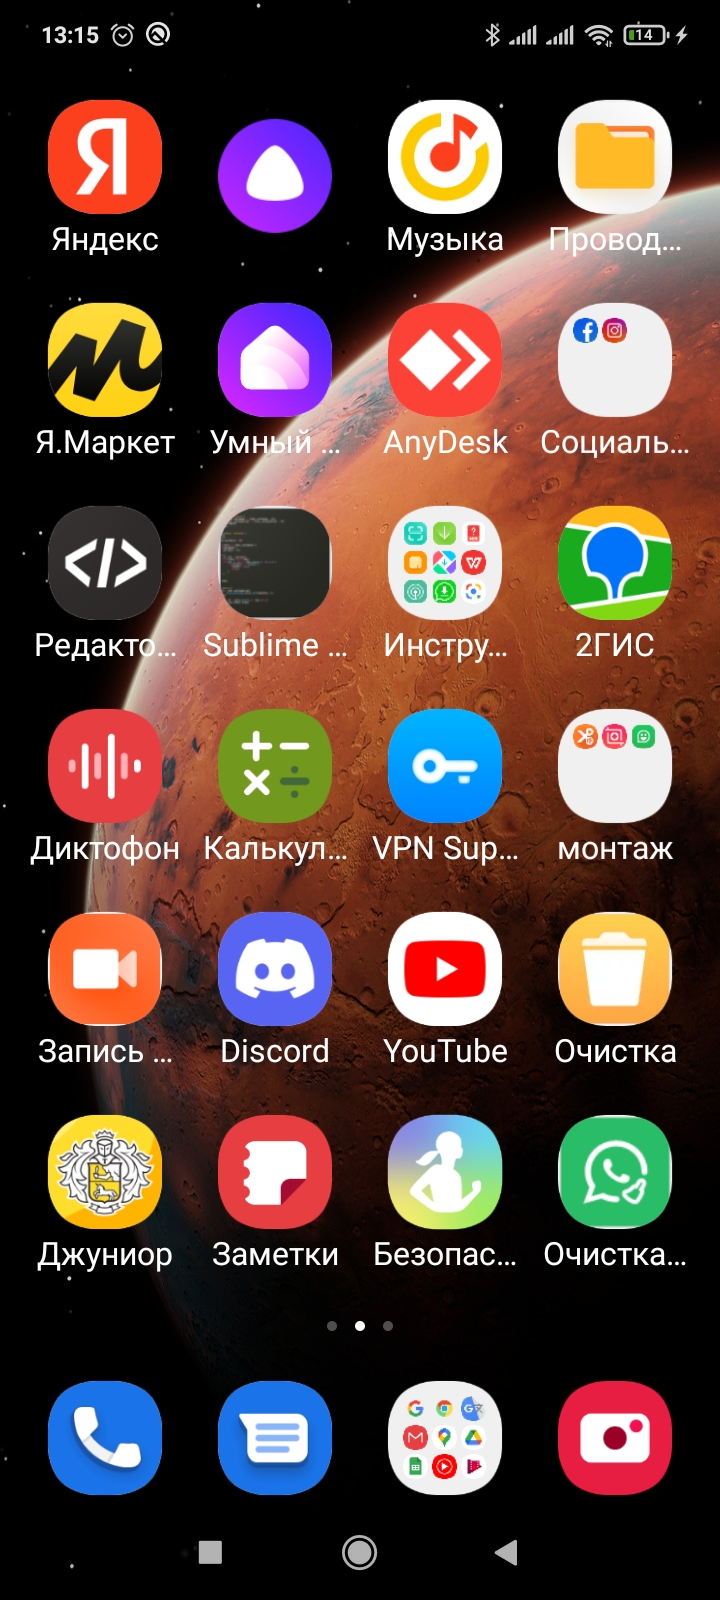 13:15
14
Яндекс
Музыка
Провод...
Я.Маркет
Умный ...
AnyDesk
Социаль...
Редакто...
Sublime ...
Инстру...
2ГИС
Диктофон
Калькул...
VPN Sup...
монтаж
Запись ...
Discord
YouTube
Очистка
Джуниор
Заметки
Безопас...
Очистка...